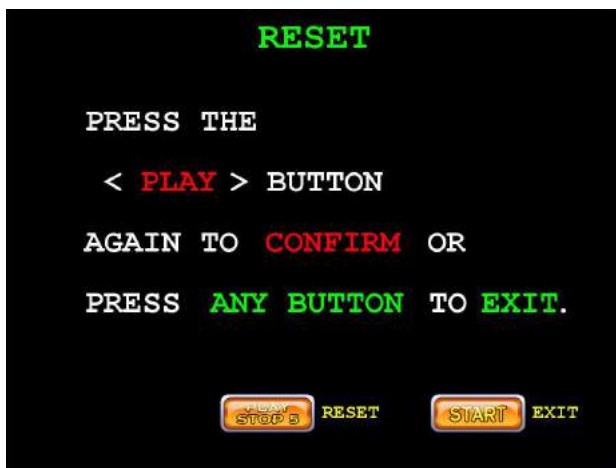 RESET
PRESS THE
< PLAY > BUTTON
AGAIN TO CONFIRM OR
PRESS ANY BUTTON TO EXIT.
PLAY
STOP 5 RESET START EXIT